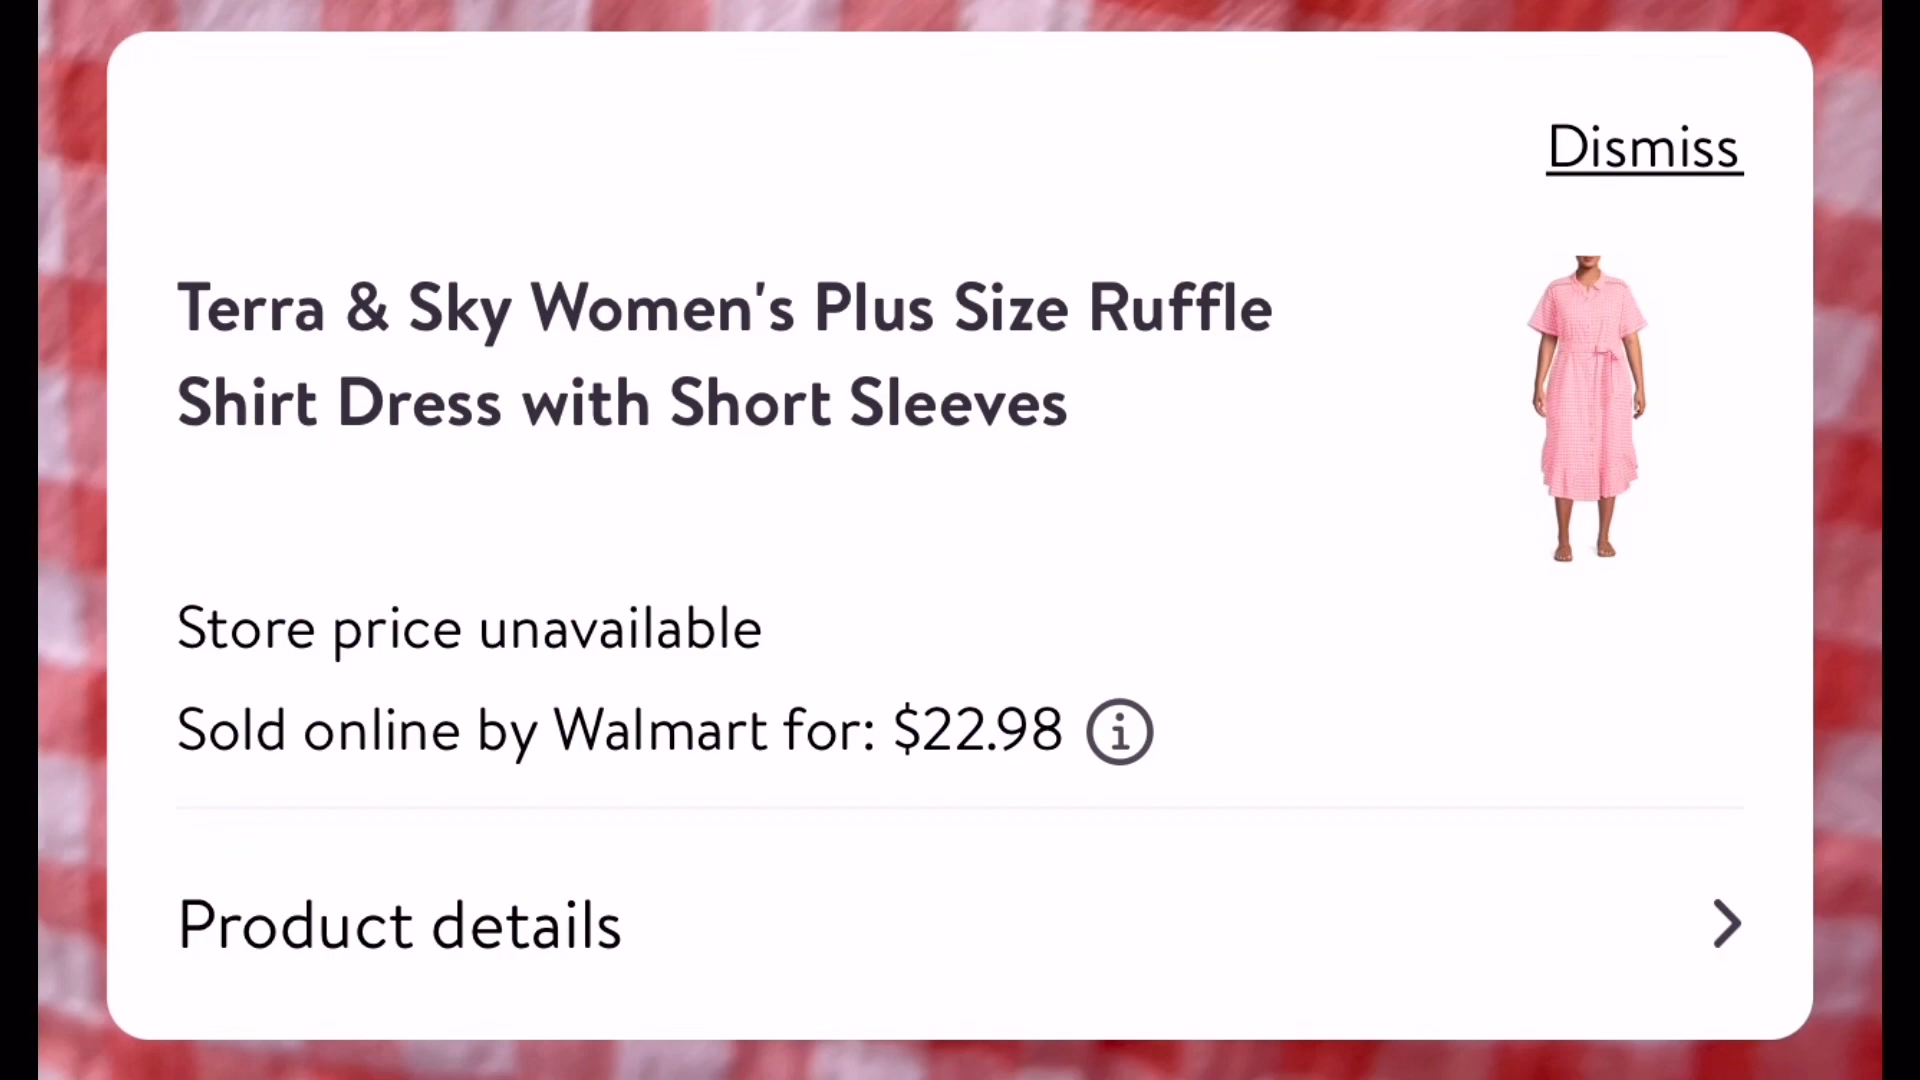 Dismiss
Terra & Sky Women's Plus Size Ruffle
Shirt Dress with Short Sleeves
Store price unavailable
Sold online by Walmart for: $22.98
Product details